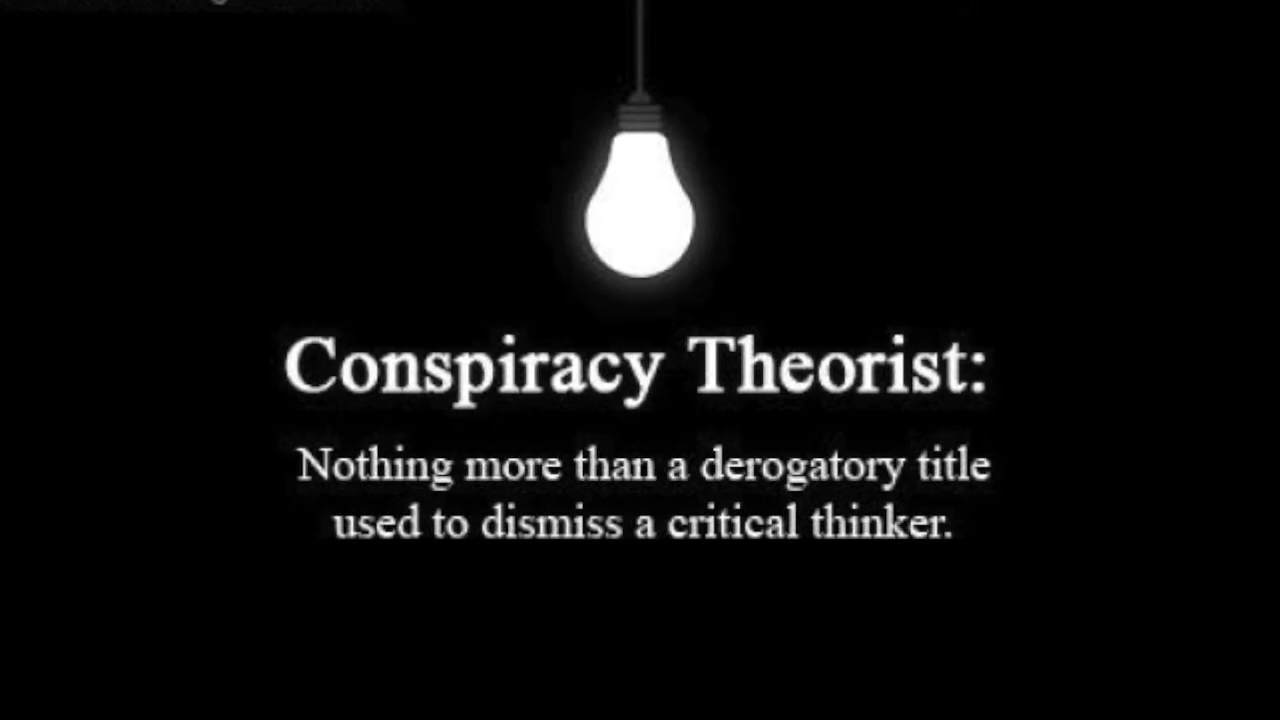 Conspiracy Theorist:
Nothing more than a derogatory title
used to dismiss a critical thinker.